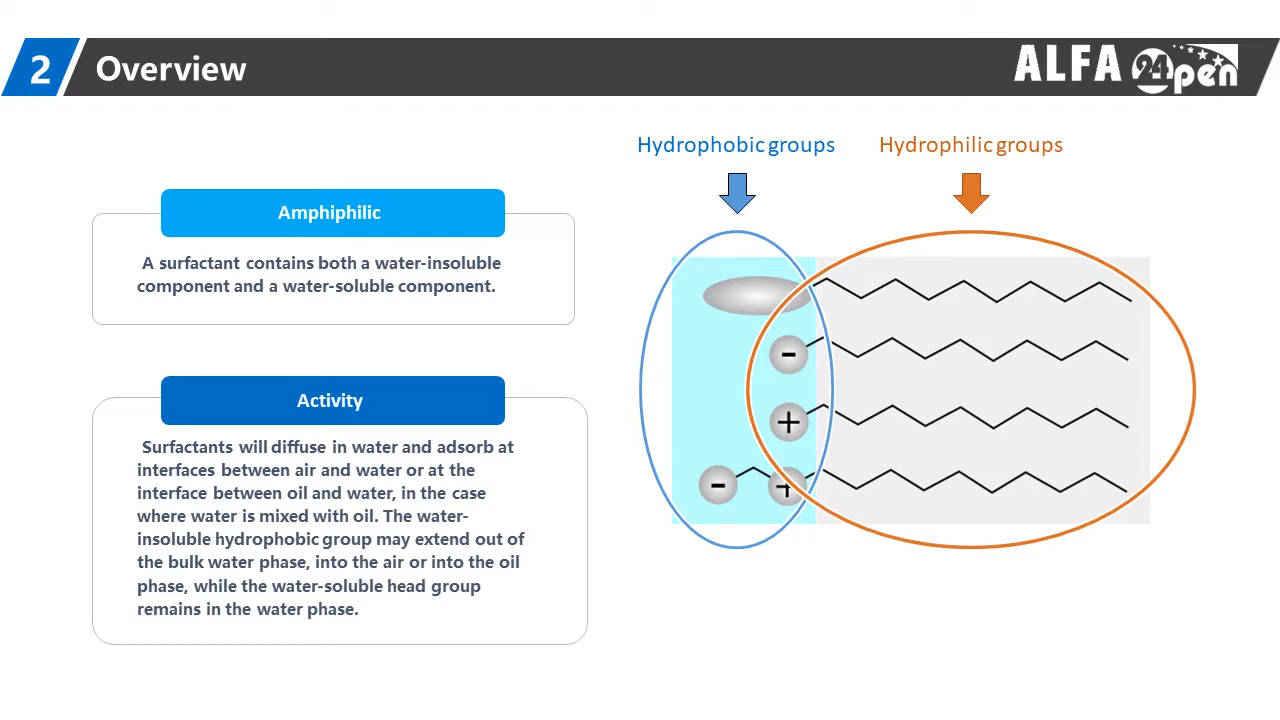 2
Overview
ALFA 24 open
Hydrophobic groups
Hydrophilic groups
Amphiphilic
A surfactant contains both a water-insoluble
component and a water-soluble component.
Activity
Surfactants will diffuse in water and adsorb at
interfaces between air and water or at the
interface between oil and water, in the case
where water is mixed with oil. The water-
insoluble hydrophobic group may extend out of
the bulk water phase, into the air or into the oil
phase, while the water-soluble head group
remains in the water phase.
-
+
- +